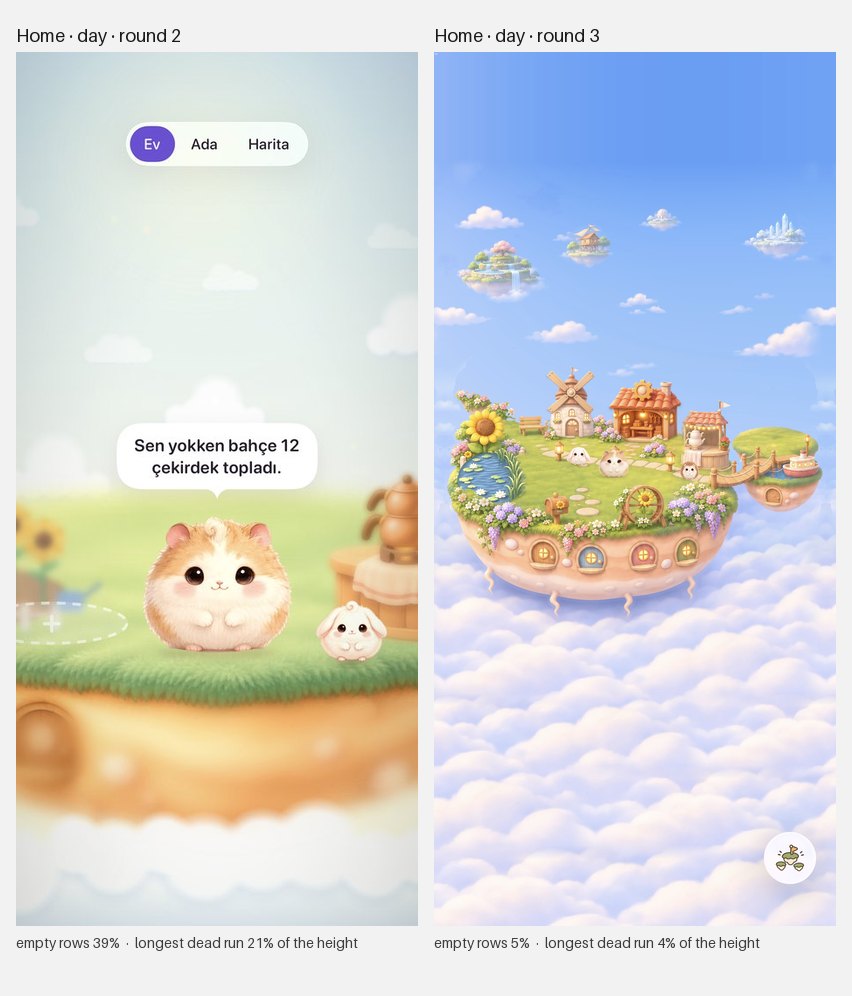 Home · day · round 2
Home · day · round 3
Ev Ada Harita
Sen yokken bahçe 12
çekirdek topladı.
empty rows 39% · longest dead run 21% of the height
empty rows 5% · longest dead run 4% of the height